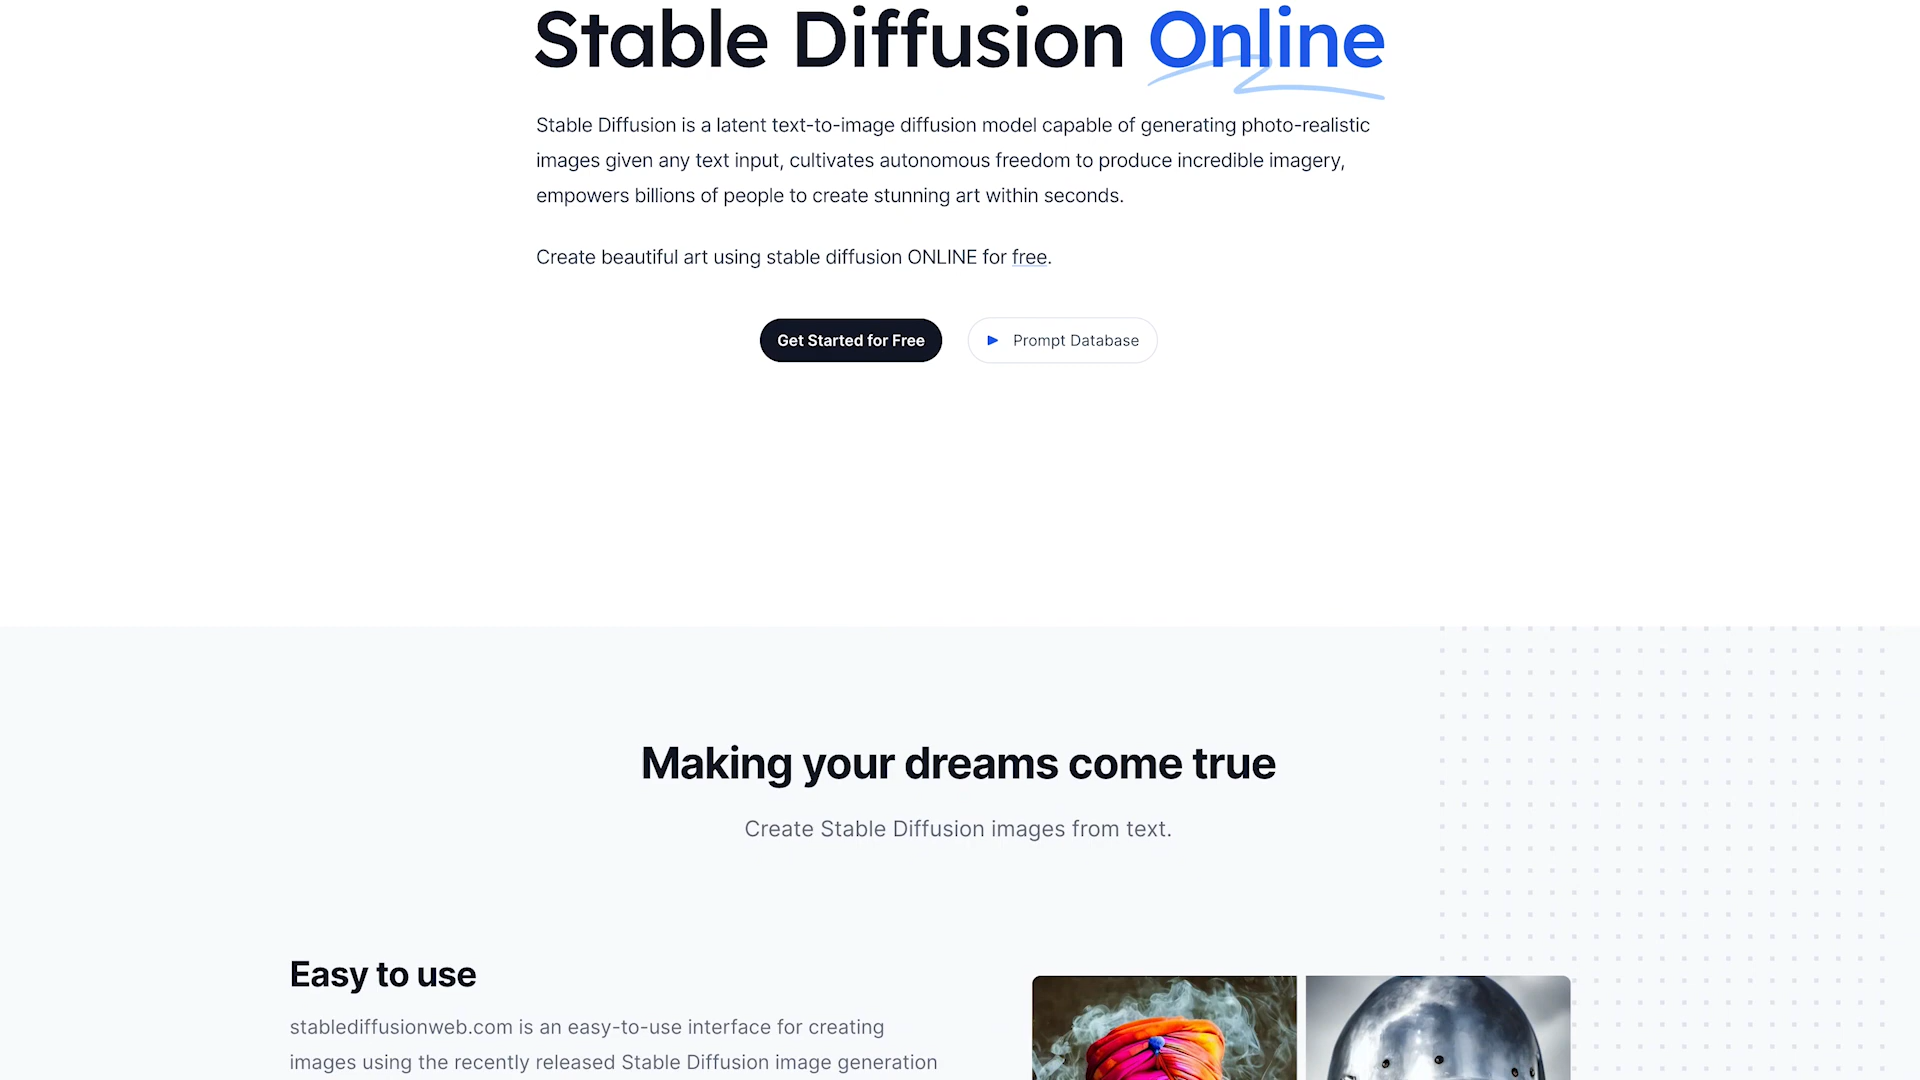 Stable Diffusion Online
Stable Diffusion is a latent text-to-image diffusion model capable of generating photo-realistic
images given any text input, cultivates autonomous freedom to produce incredible imagery,
empowers billions of people to create stunning art within seconds.
Create beautiful art using stable diffusion ONLINE for free.
Get Started for Free
Prompt Database
Making your dreams come true
Create Stable Diffusion images from text.
Easy to use
stablediffusionweb.com is an easy-to-use interface for creating
images using the recently released Stable Diffusion image generation